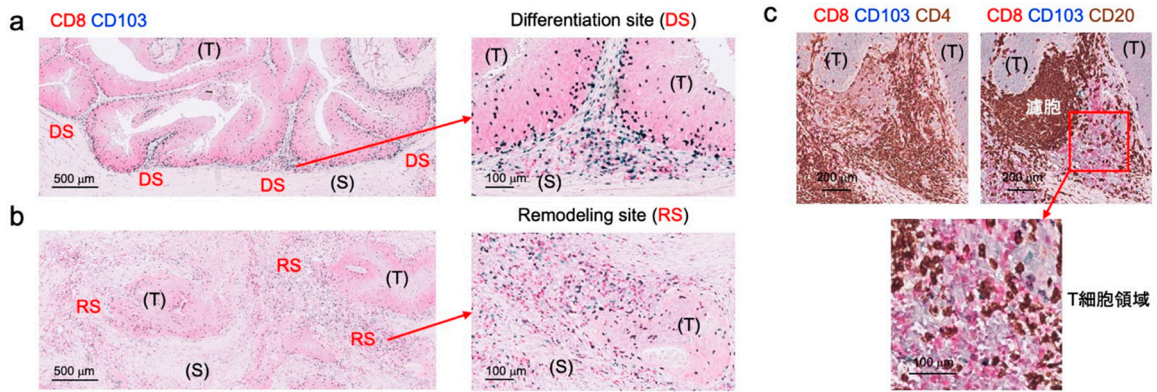 a
CD8 CD103
Differentiation site (DS)
(T)
DS
DS
DS
DS
(S)
500 μm
(T)
(T)
(S)
100 μm
b
Remodeling site (RS)
RS
(T)
RS
(T)
RS
(S)
500 μm
(T)
(S)
100 μm
c
CD8 CD103 CD4
CD8 CD103 CD20
(T)
(T)
200 μm
(T)
(T)
濾胞
200 μm
T細胞領域
100 μm